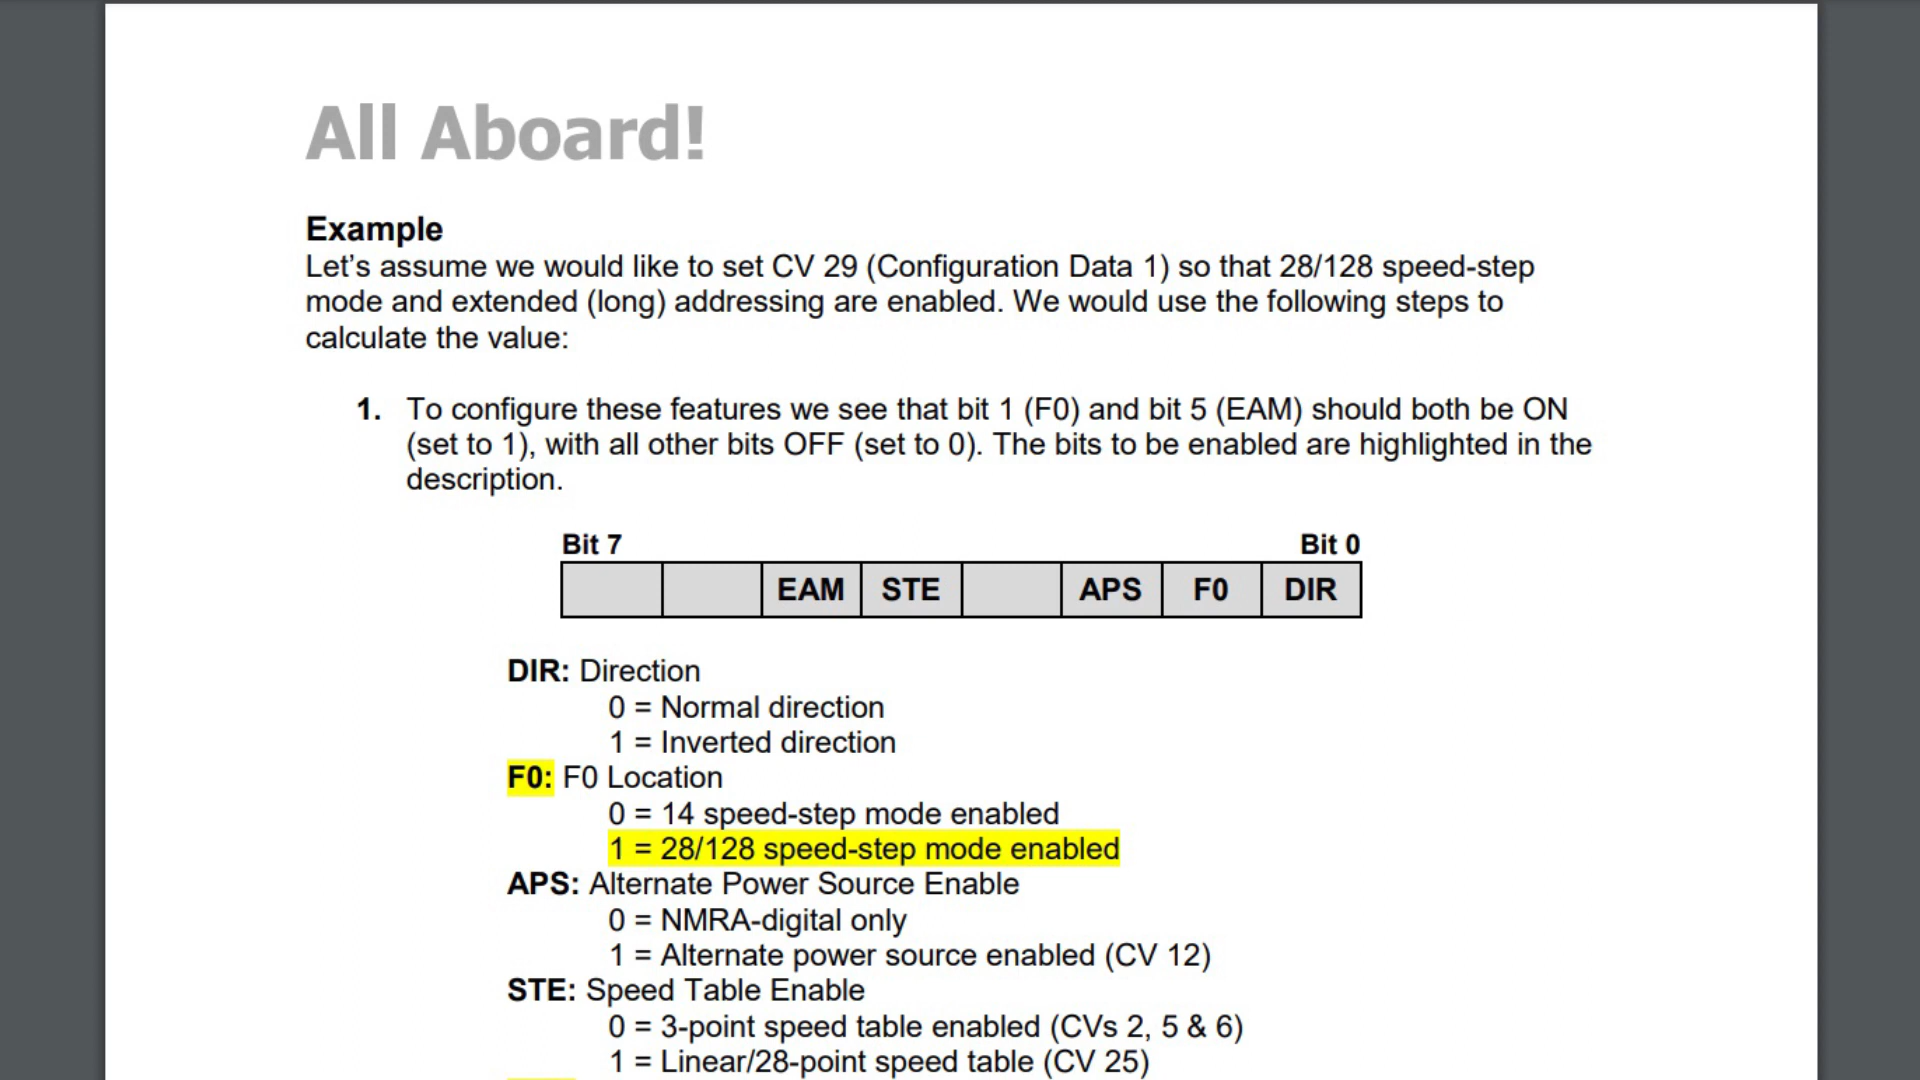 All Aboard!
Example
Let’s assume we would like to set CV 29 (Configuration Data 1) so that 28/128 speed-step
mode and extended (long) addressing are enabled. We would use the following steps to
calculate the value:
1. To configure these features we see that bit 1 (F0) and bit 5 (EAM) should both be ON
(set to 1), with all other bits OFF (set to 0). The bits to be enabled are highlighted in the
description.
Bit 7 Bit 0
EAM STE APS F0 DIR
DIR: Direction
0 = Normal direction
1 = Inverted direction
F0: F0 Location
0 = 14 speed-step mode enabled
1 = 28/128 speed-step mode enabled
APS: Alternate Power Source Enable
0 = NMRA-digital only
1 = Alternate power source enabled (CV 12)
STE: Speed Table Enable
0 = 3-point speed table enabled (CVs 2, 5 & 6)
1 = Linear/28-point speed table (CV 25)